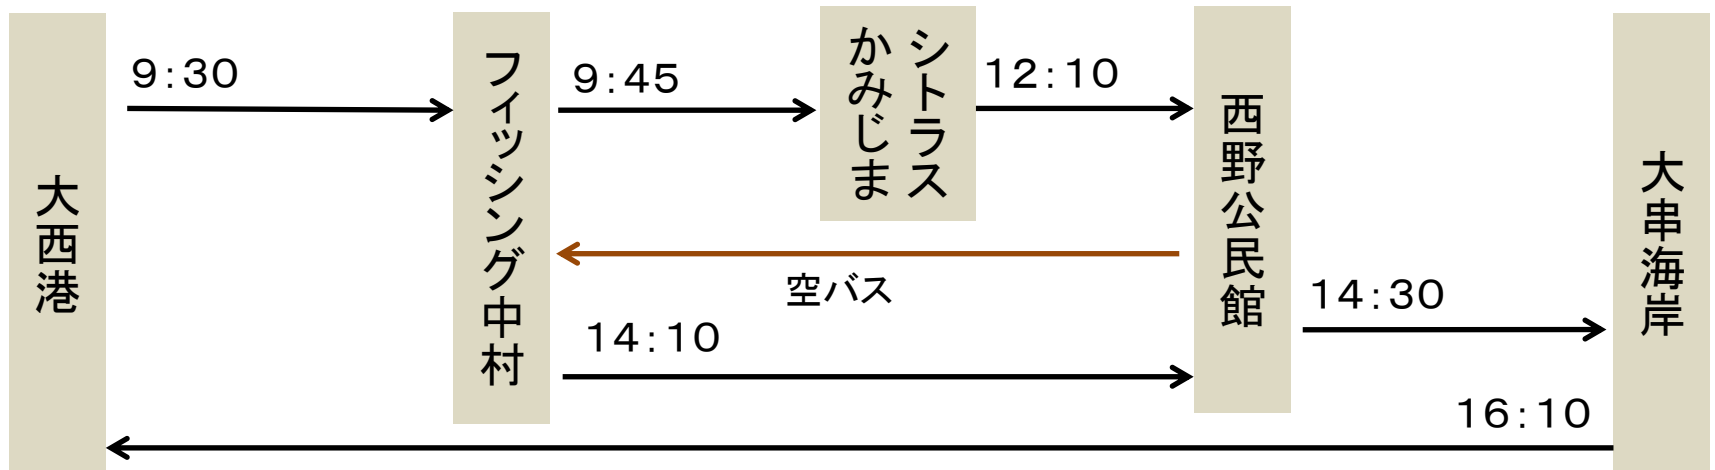 大西港
9:30
フィッシング中村
9:45
シトラス
かみじま
12:10
西野公民館
空バス
14:10
14:30
大串海岸
16:10